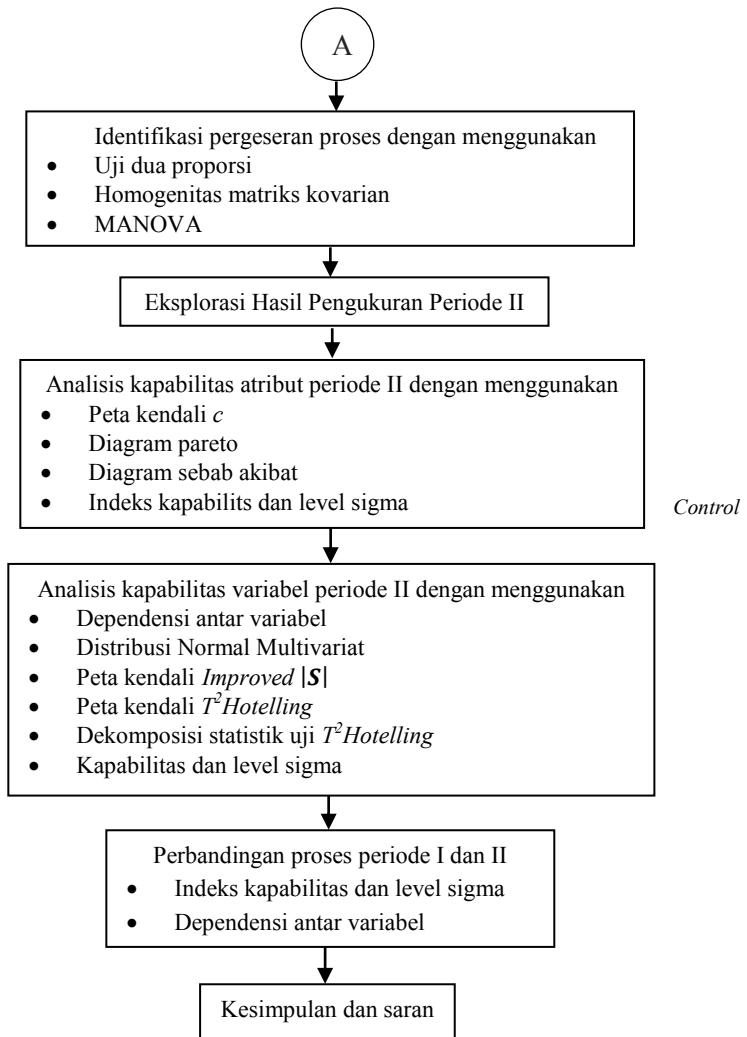 A
Identifikasi pergeseran proses dengan menggunakan
• Uji dua proporsi
• Homogenitas matriks kovarian
• MANOVA
Eksplorasi Hasil Pengukuran Periode II
Analisis kapabilitas atribut periode II dengan menggunakan
• Peta kendali c
• Diagram pareto
• Diagram sebab akibat
• Indeks kapabilits dan level sigma
Control
Analisis kapabilitas variabel periode II dengan menggunakan
• Dependensi antar variabel
• Distribusi Normal Multivariat
• Peta kendali Improved |S|
• Peta kendali T²Hotelling
• Dekomposisi statistik uji T²Hotelling
• Kapabilitas dan level sigma
Perbandingan proses periode I dan II
• Indeks kapabilitas dan level sigma
• Dependensi antar variabel
Kesimpulan dan saran